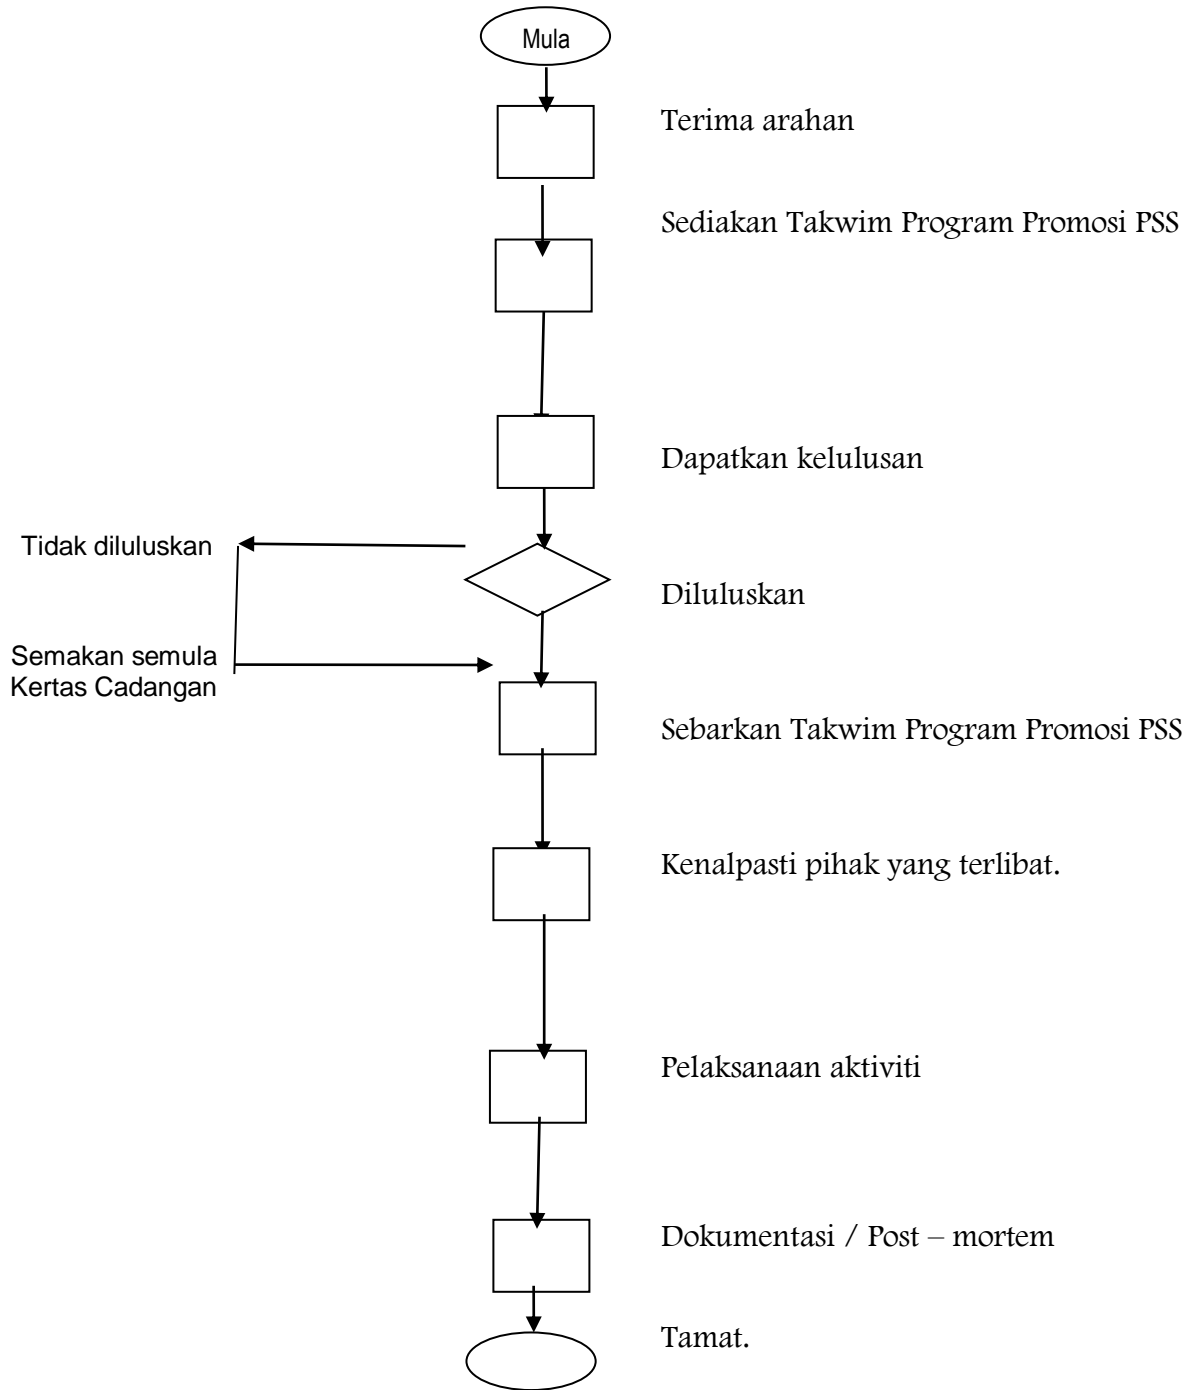 Mula
Terima arahan
Sediakan Takwim Program Promosi PSS
Dapatkan kelulusan
Tidak diluluskan
Diluluskan
Semakan semula
Kertas Cadangan
Sebarkan Takwim Program Promosi PSS
Kenalpasti pihak yang terlibat.
Pelaksanaan aktiviti
Dokumentasi / Post – mortem
Tamat.